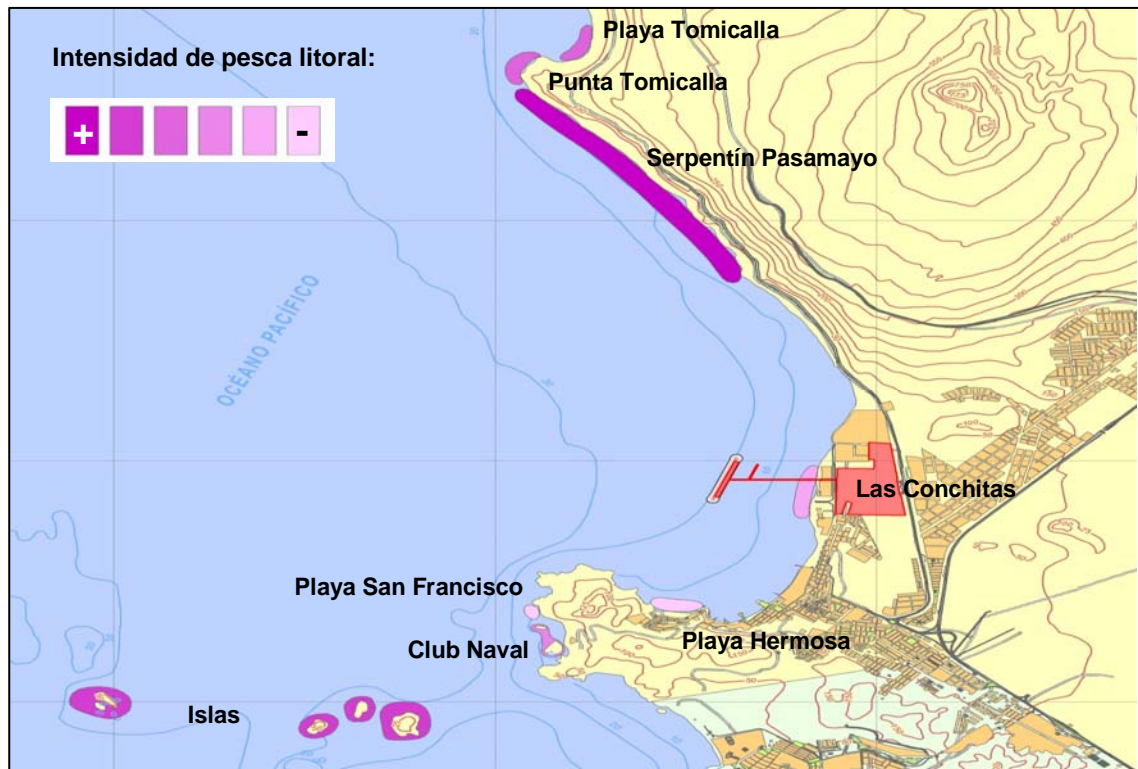 Playa Tomicalla
Intensidad de pesca litoral:
Punta Tomicalla
+ -
Serpentín Pasamayo
OCÉANO PACÍFICO
Las Conchitas
Playa San Francisco
Playa Hermosa
Club Naval
Islas